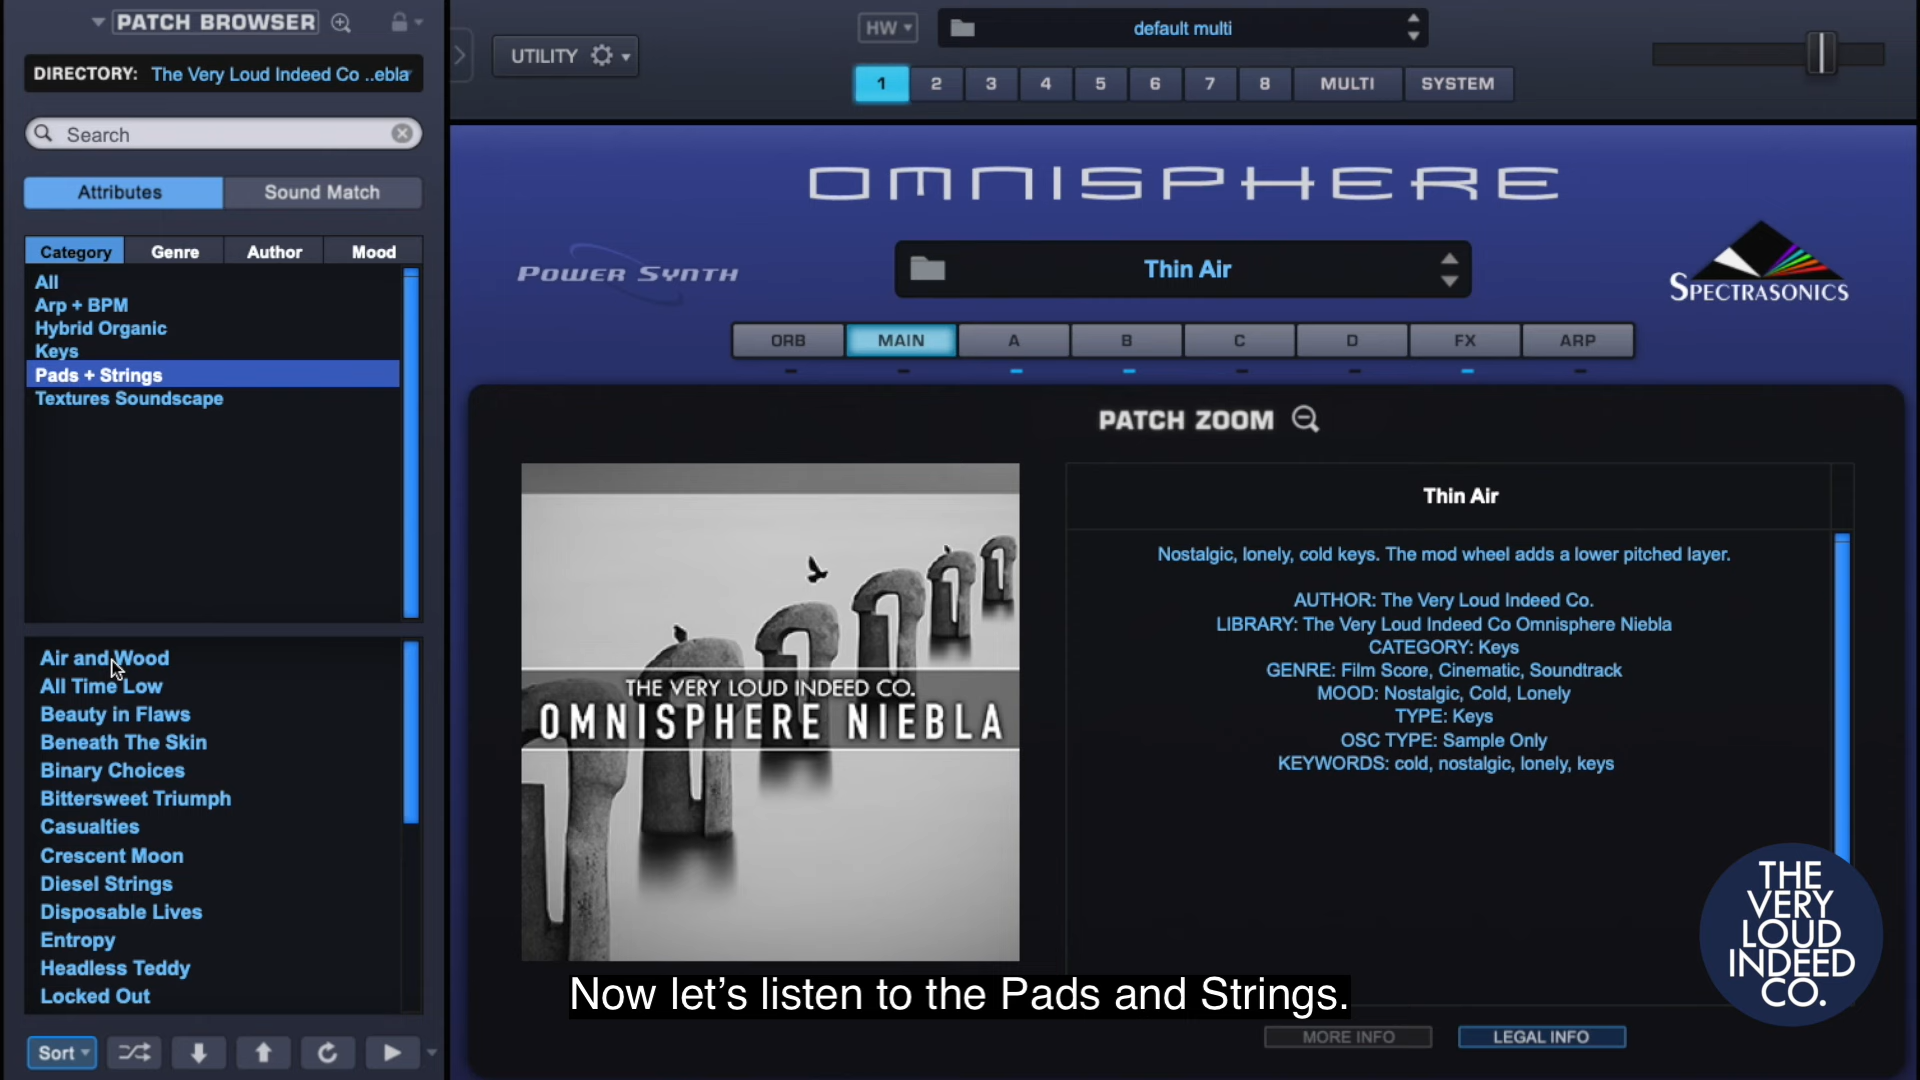 PATCH BROWSER
DIRECTORY: The Very Loud Indeed Co ..ebla
Search
Attributes
Sound Match
Category
Genre
Author
Mood
All
Arp + BPM
Hybrid Organic
Keys
Pads + Strings
Textures Soundscape
Air and Wood
All Time Low
Beauty in Flaws
Beneath The Skin
Binary Choices
Bittersweet Triumph
Casualties
Crescent Moon
Diesel Strings
Disposable Lives
Entropy
Headless Teddy
Locked Out
Sort
UTILITY
HW
default multi
1 2 3 4 5 6 7 8 MULTI SYSTEM
OMNISPHERE
POWER SYNTH
Thin Air
SPECTRASONICS
ORB MAIN A B C D FX ARP
PATCH ZOOM
THE VERY LOUD INDEED CO.
OMNISPHERE NIEBLA
Thin Air
Nostalgic, lonely, cold keys. The mod wheel adds a lower pitched layer.
AUTHOR: The Very Loud Indeed Co.
LIBRARY: The Very Loud Indeed Co Omnisphere Niebla
CATEGORY: Keys
GENRE: Film Score, Cinematic, Soundtrack
MOOD: Nostalgic, Cold, Lonely
TYPE: Keys
OSC TYPE: Sample Only
KEYWORDS: cold, nostalgic, lonely, keys
THE
VERY
LOUD
INDEED
CO.
Now let's listen to the Pads and Strings.
MORE INFO
LEGAL INFO